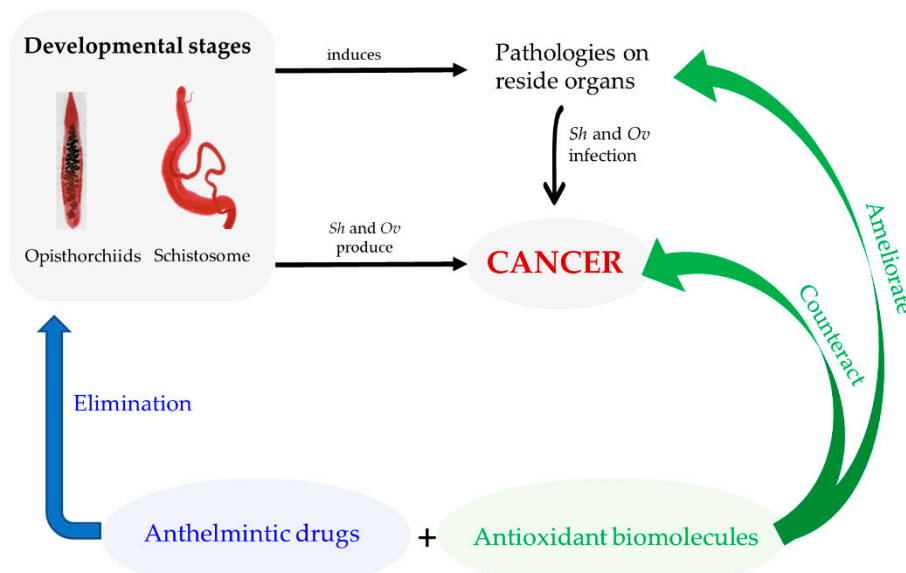 Developmental stages
Opisthorchiids
Schistosome
induces
Pathologies on
reside organs
Sh and Ov
infection
Sh and Ov
produce
CANCER
Ameliorate
Counteract
Elimination
Anthelmintic drugs
+
Antioxidant biomolecules